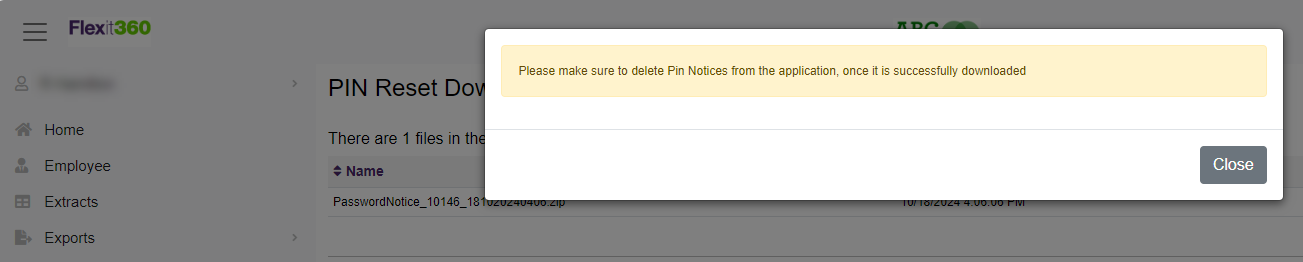 Flexit360
ABC
Please make sure to delete Pin Notices from the application, once it is successfully downloaded
PIN Reset Dow
Home
There are 1 files in the
Close
Employee
Name
Extracts
PasswordNotice_10146_181020240406.zip
10/18/2024 4:06:06 PM
Exports